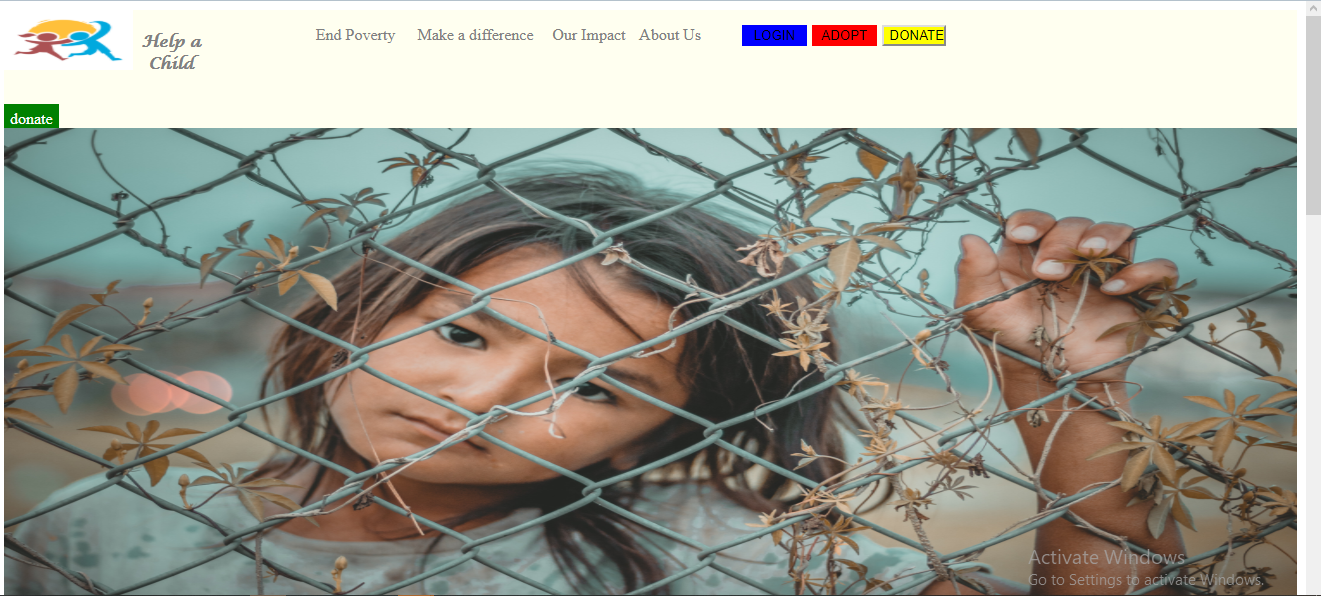 Help a
Child
End Poverty Make a difference Our Impact About Us LOGIN ADOPT DONATE
donate
Activate Windows
Go to Settings to activate Windows.